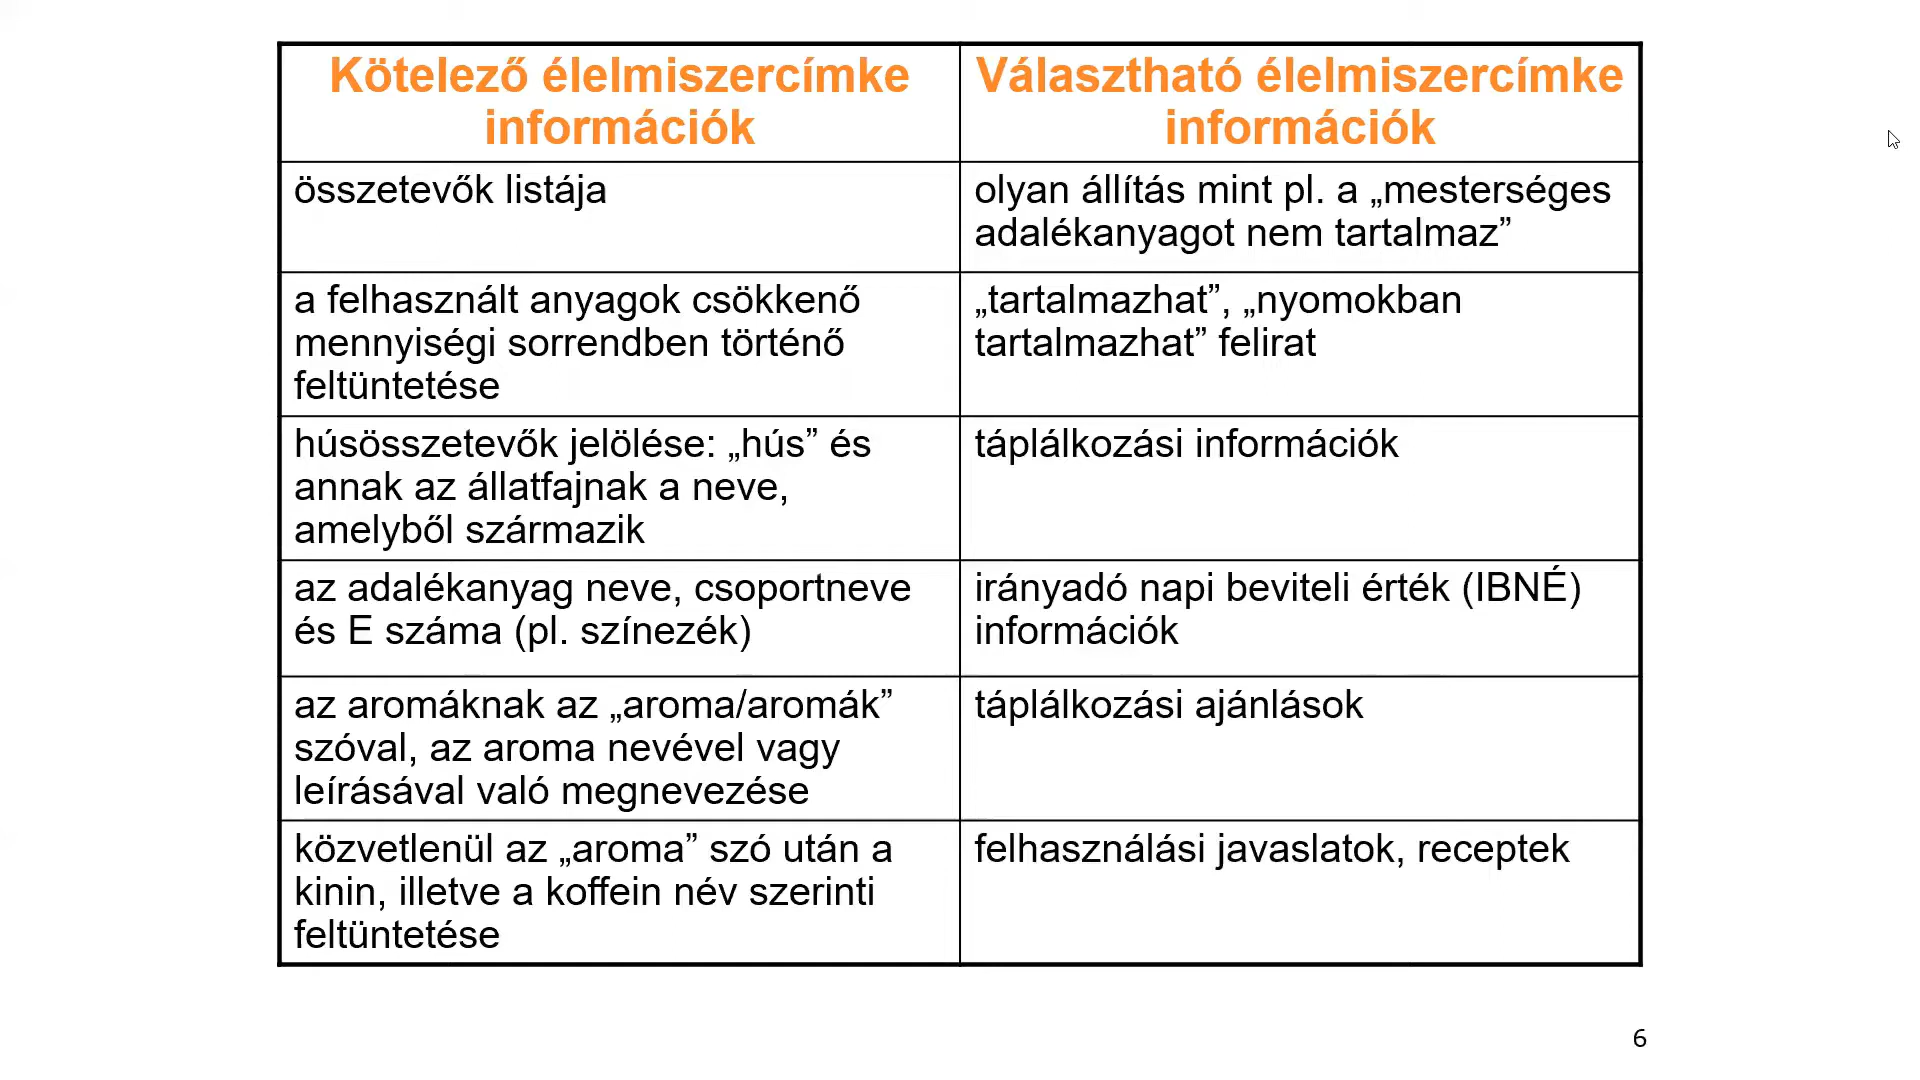 Kötelező élelmiszercímke
információk
Választható élelmiszercímke
információk
összetevők listája
olyan állítás mint pl. a „mesterséges
adalékanyagot nem tartalmaz”
a felhasznált anyagok csökkenő
mennyiségi sorrendben történő
feltüntetése
„tartalmazhat”, „nyomokban
tartalmazhat” felirat
húsösszetevők jelölése: „hús” és
annak az állatfajnak a neve,
amelyből származik
táplálkozási információk
az adalékanyag neve, csoportneve
és E száma (pl. színezék)
irányadó napi beviteli érték (IBNÉ)
információk
az aromáknak az „aroma/aromák”
szóval, az aroma nevével vagy
leírásával való megnevezése
táplálkozási ajánlások
közvetlenül az „aroma” szó után a
kinin, illetve a koffein név szerinti
feltüntetése
felhasználási javaslatok, receptek
6